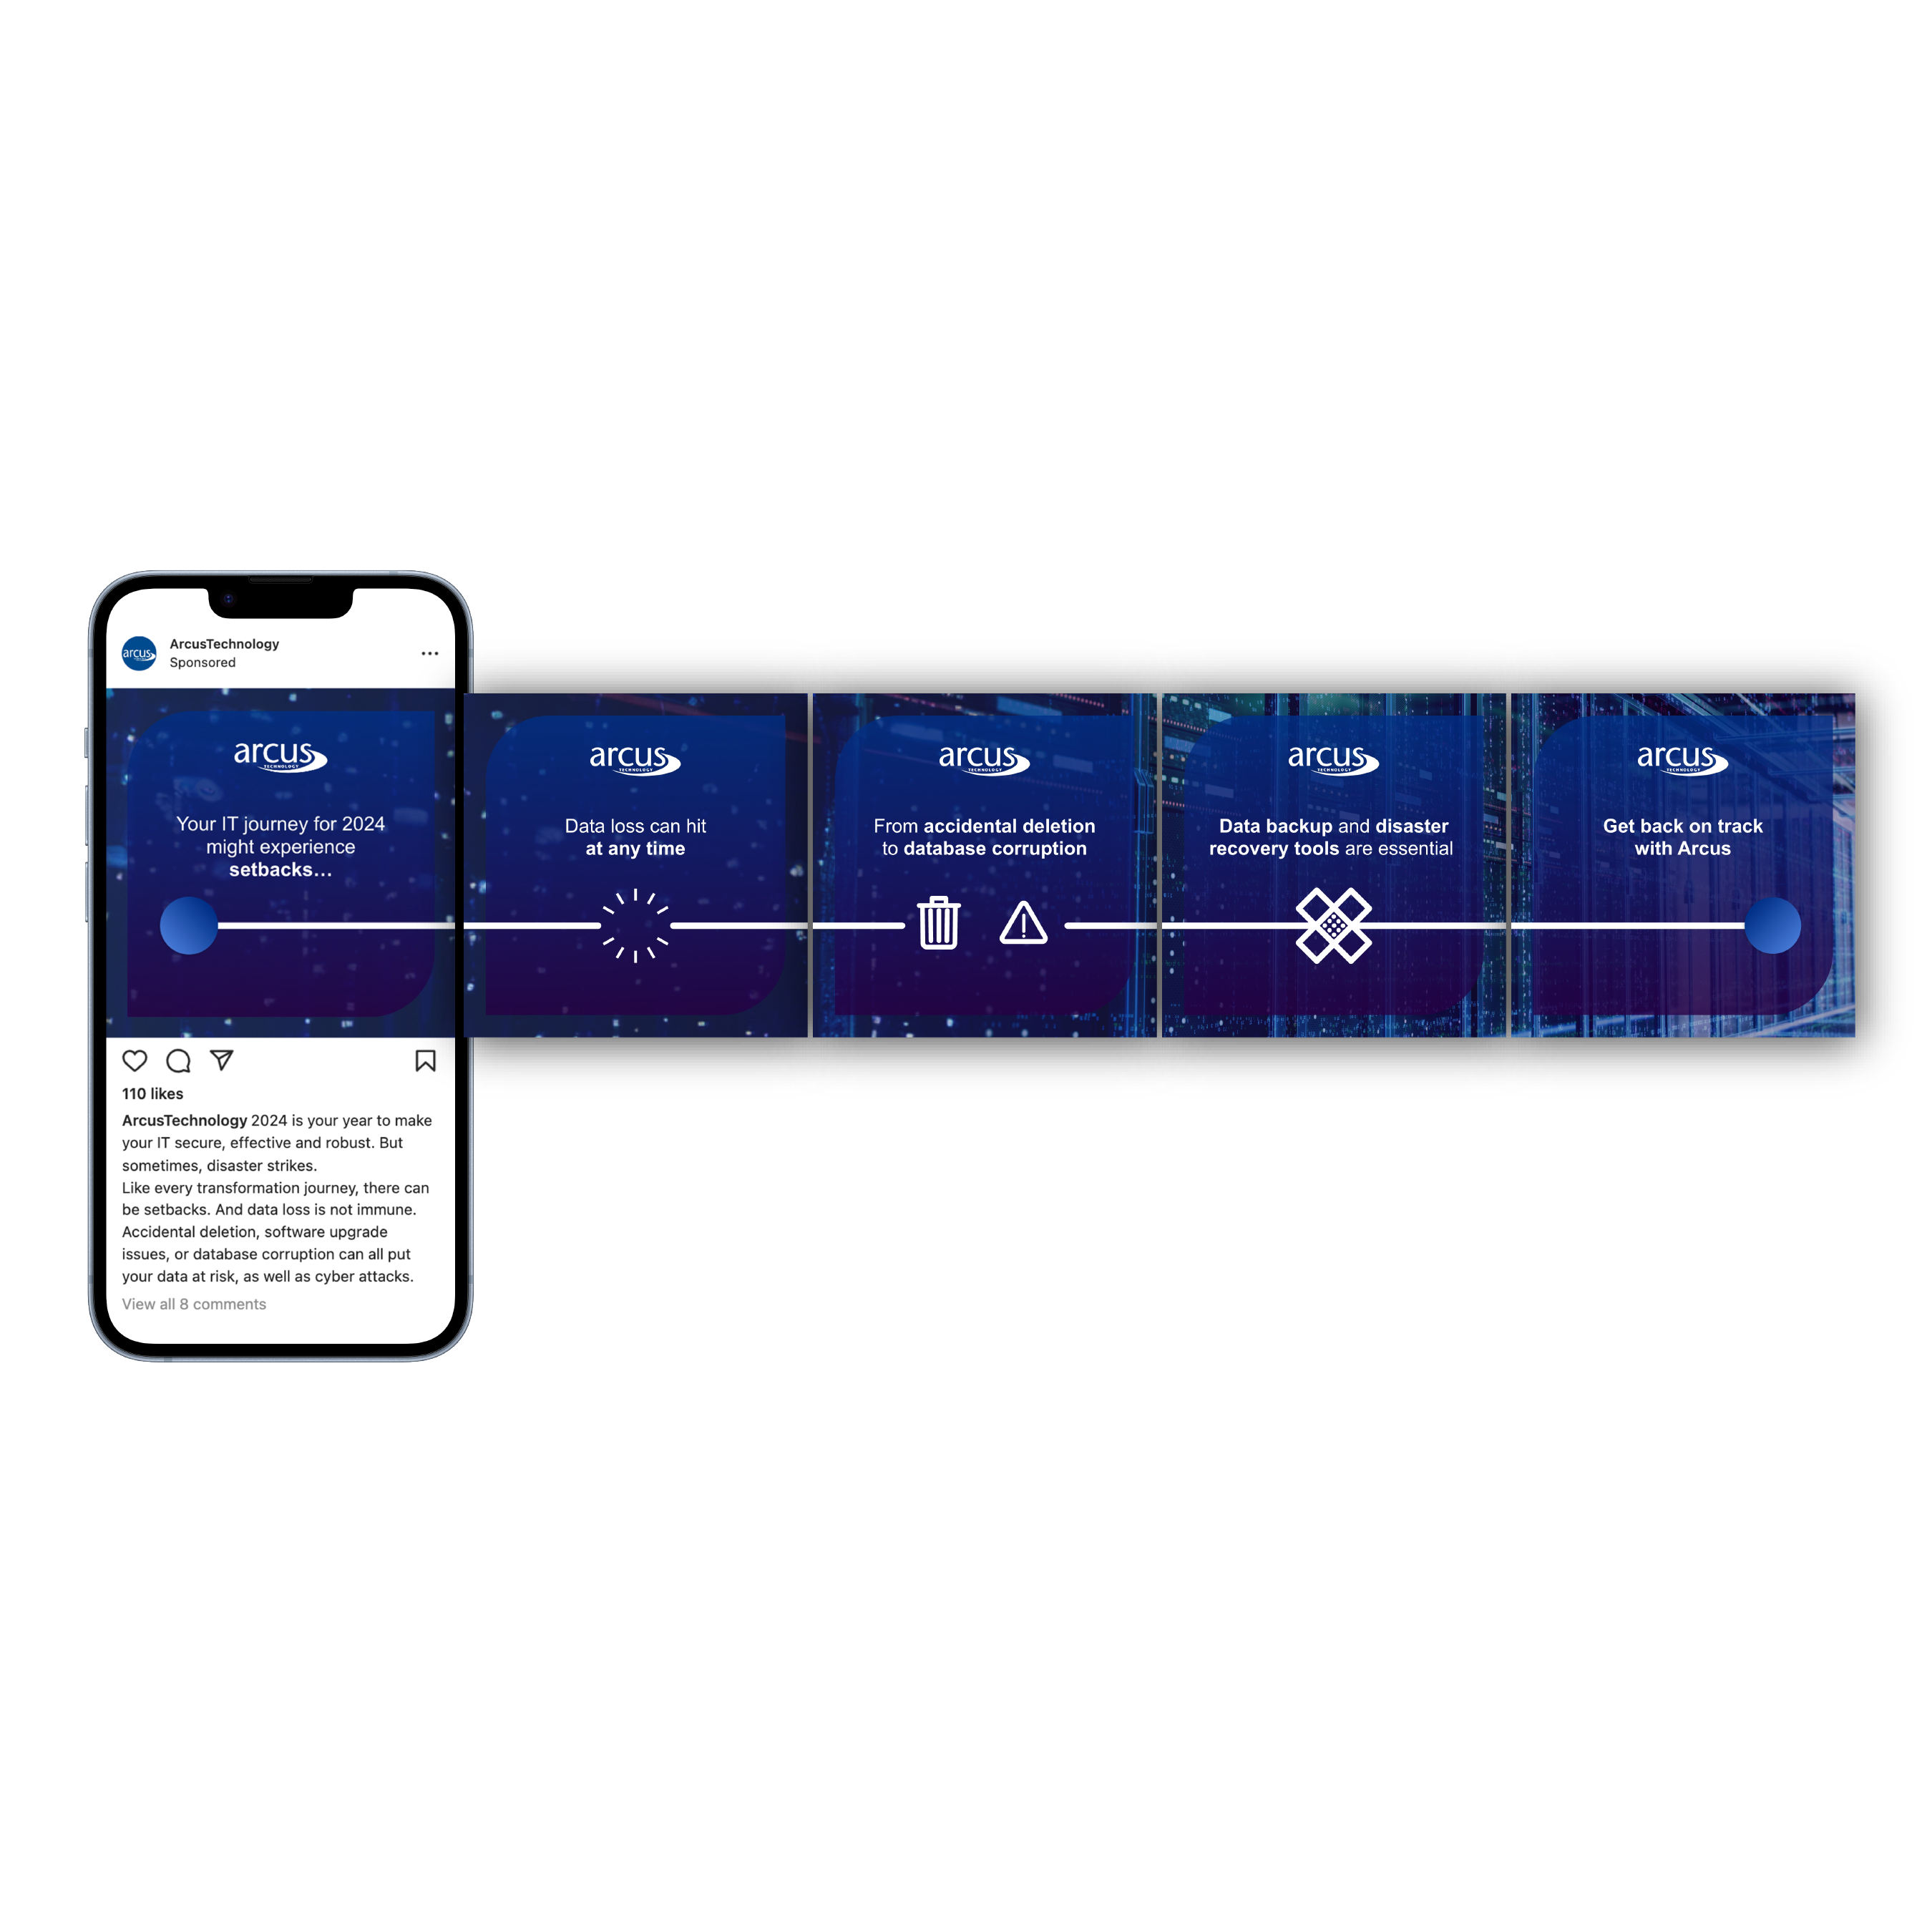 arcus
ArcusTechnology
Sponsored
arcus
TECHNOLOGY
Your IT journey for 2024
might experience
setbacks...
arcus
TECHNOLOGY
Data loss can hit
at any time
arcus
TECHNOLOGY
From accidental deletion
to database corruption
arcus
TECHNOLOGY
Data backup and disaster
recovery tools are essential
arcus
TECHNOLOGY
Get back on track
with Arcus
110 likes
ArcusTechnology 2024 is your year to make
your IT secure, effective and robust. But
sometimes, disaster strikes.
Like every transformation journey, there can
be setbacks. And data loss is not immune.
Accidental deletion, software upgrade
issues, or database corruption can all put
your data at risk, as well as cyber attacks.
View all 8 comments